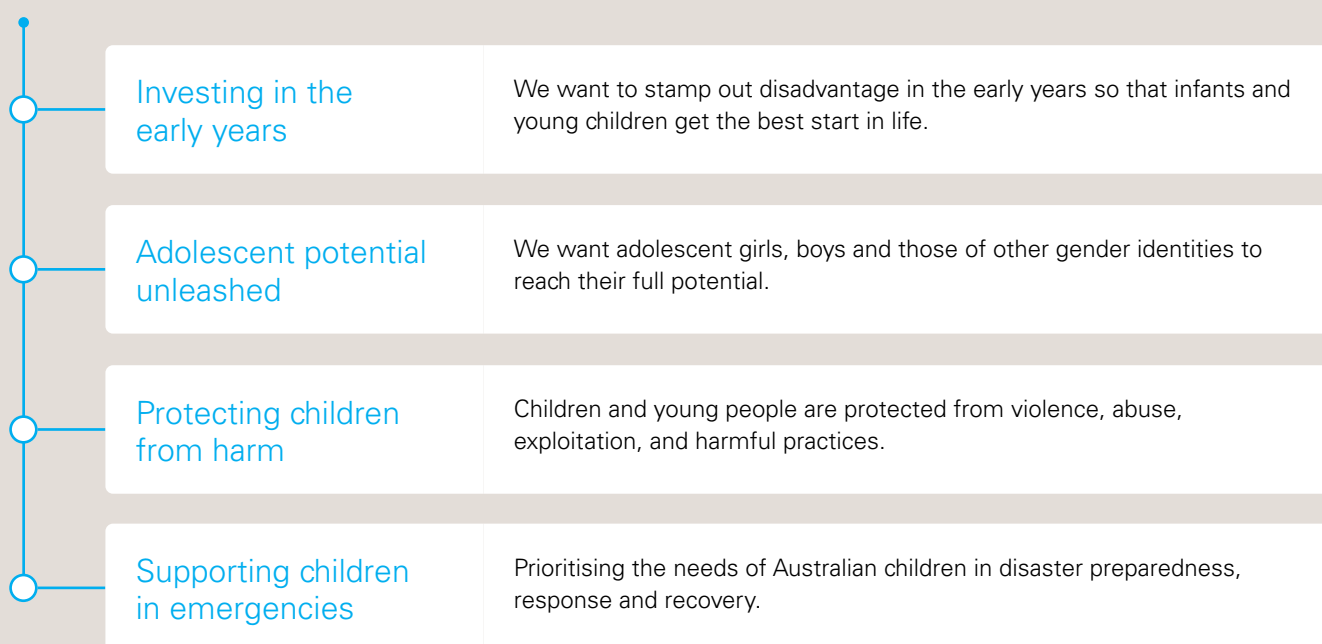 Investing in the
early years
We want to stamp out disadvantage in the early years so that infants and
young children get the best start in life.
Adolescent potential
unleashed
We want adolescent girls, boys and those of other gender identities to
reach their full potential.
Protecting children
from harm
Children and young people are protected from violence, abuse,
exploitation, and harmful practices.
Supporting children
in emergencies
Prioritising the needs of Australian children in disaster preparedness,
response and recovery.